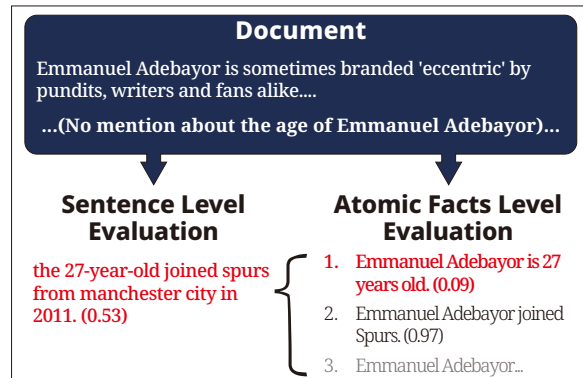 Document
Emmanuel Adebayor is sometimes branded 'eccentric' by
pundits, writers and fans alike....
...(No mention about the age of Emmanuel Adebayor)...
Sentence Level
Evaluation
the 27-year-old joined spurs
from manchester city in
2011. (0.53)
Atomic Facts Level
Evaluation
1. Emmanuel Adebayor is 27
years old. (0.09)
2. Emmanuel Adebayor joined
Spurs. (0.97)
3. Emmanuel Adebayor...